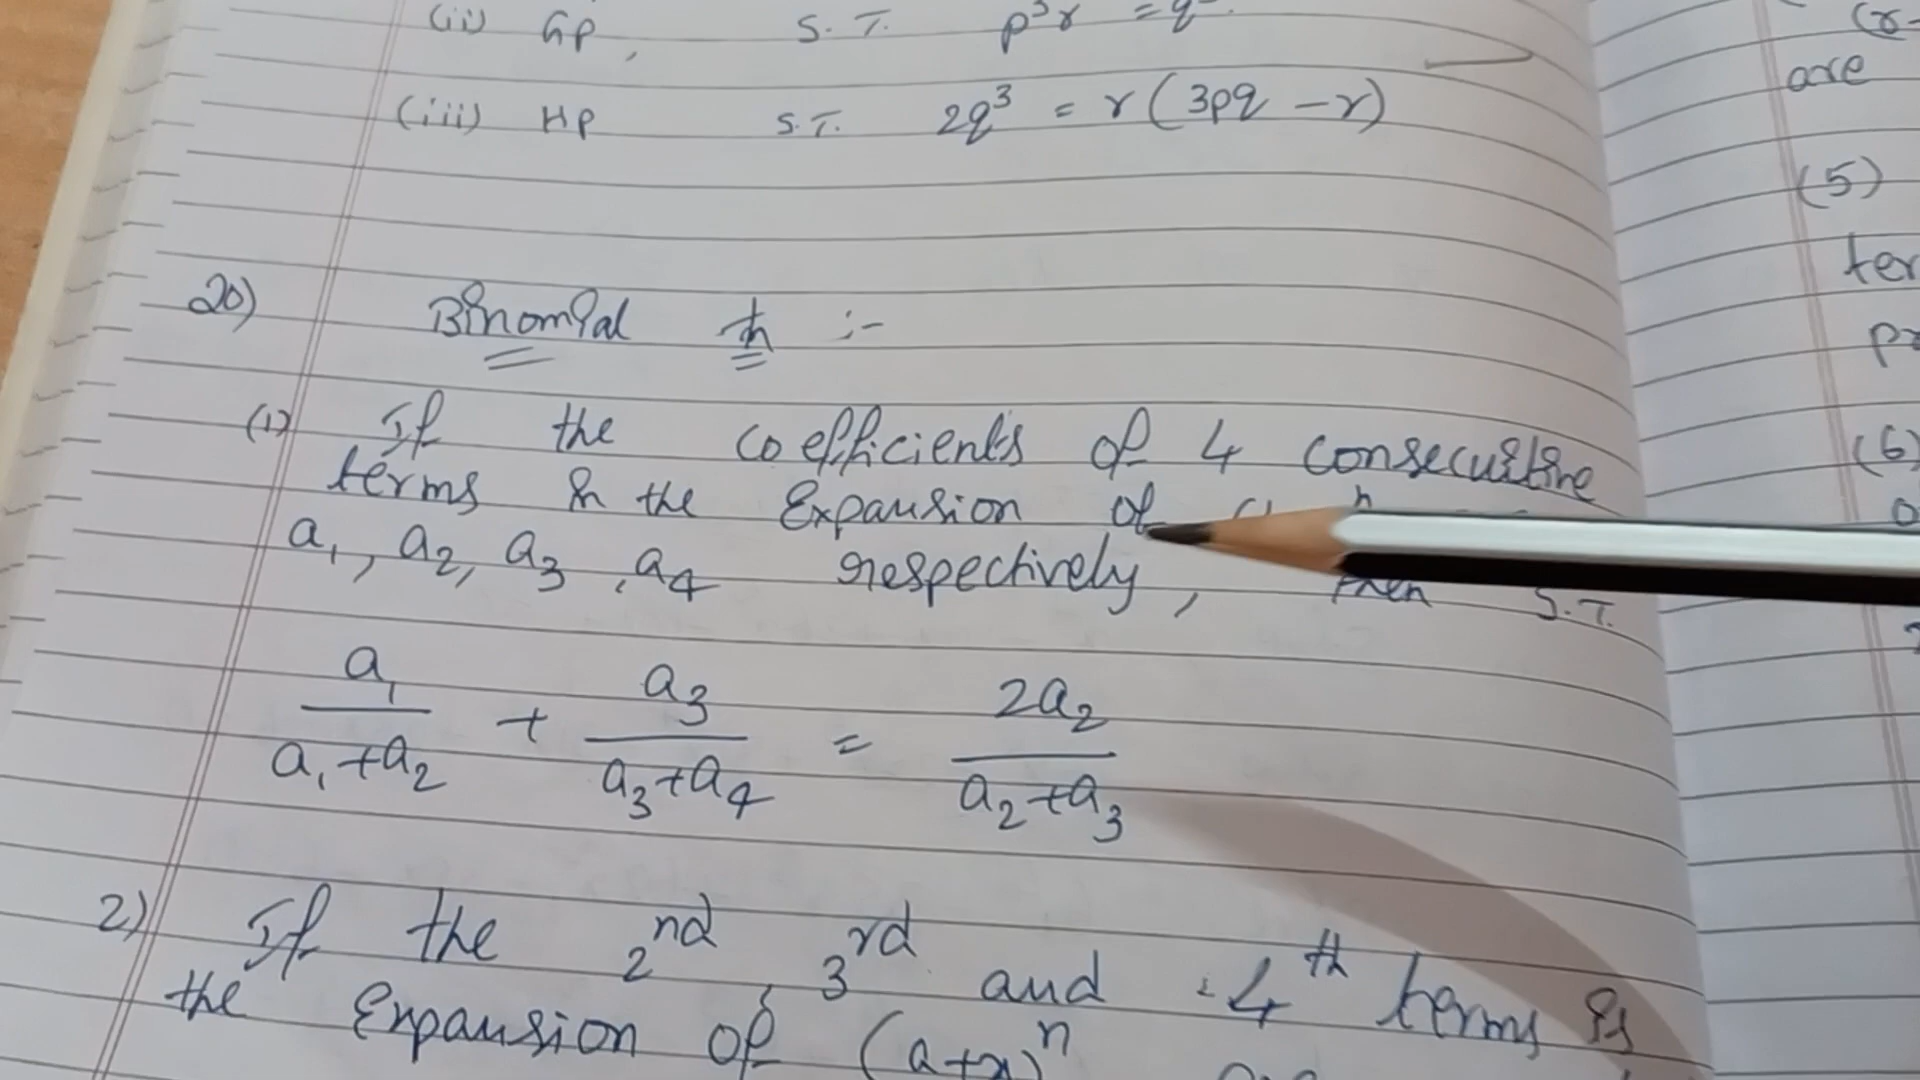 (ii) GP, S.T. p³r = q
(iii) HP S.T. 2q³ = r(3pq - r)
20) Binomial th :-
(1) If the coefficients of 4 consecutive
terms in the Expansion of
a₁, a₂, a₃, a₄ respectively, then S.T.
a₁/(a₁+a₂) + a₃/(a₃+a₄) = 2a₂/(a₂+a₃)
2) If the 2nd, 3rd and 4th terms is
the Expansion of (a+x)ⁿ
are
(5)
ter
(6)